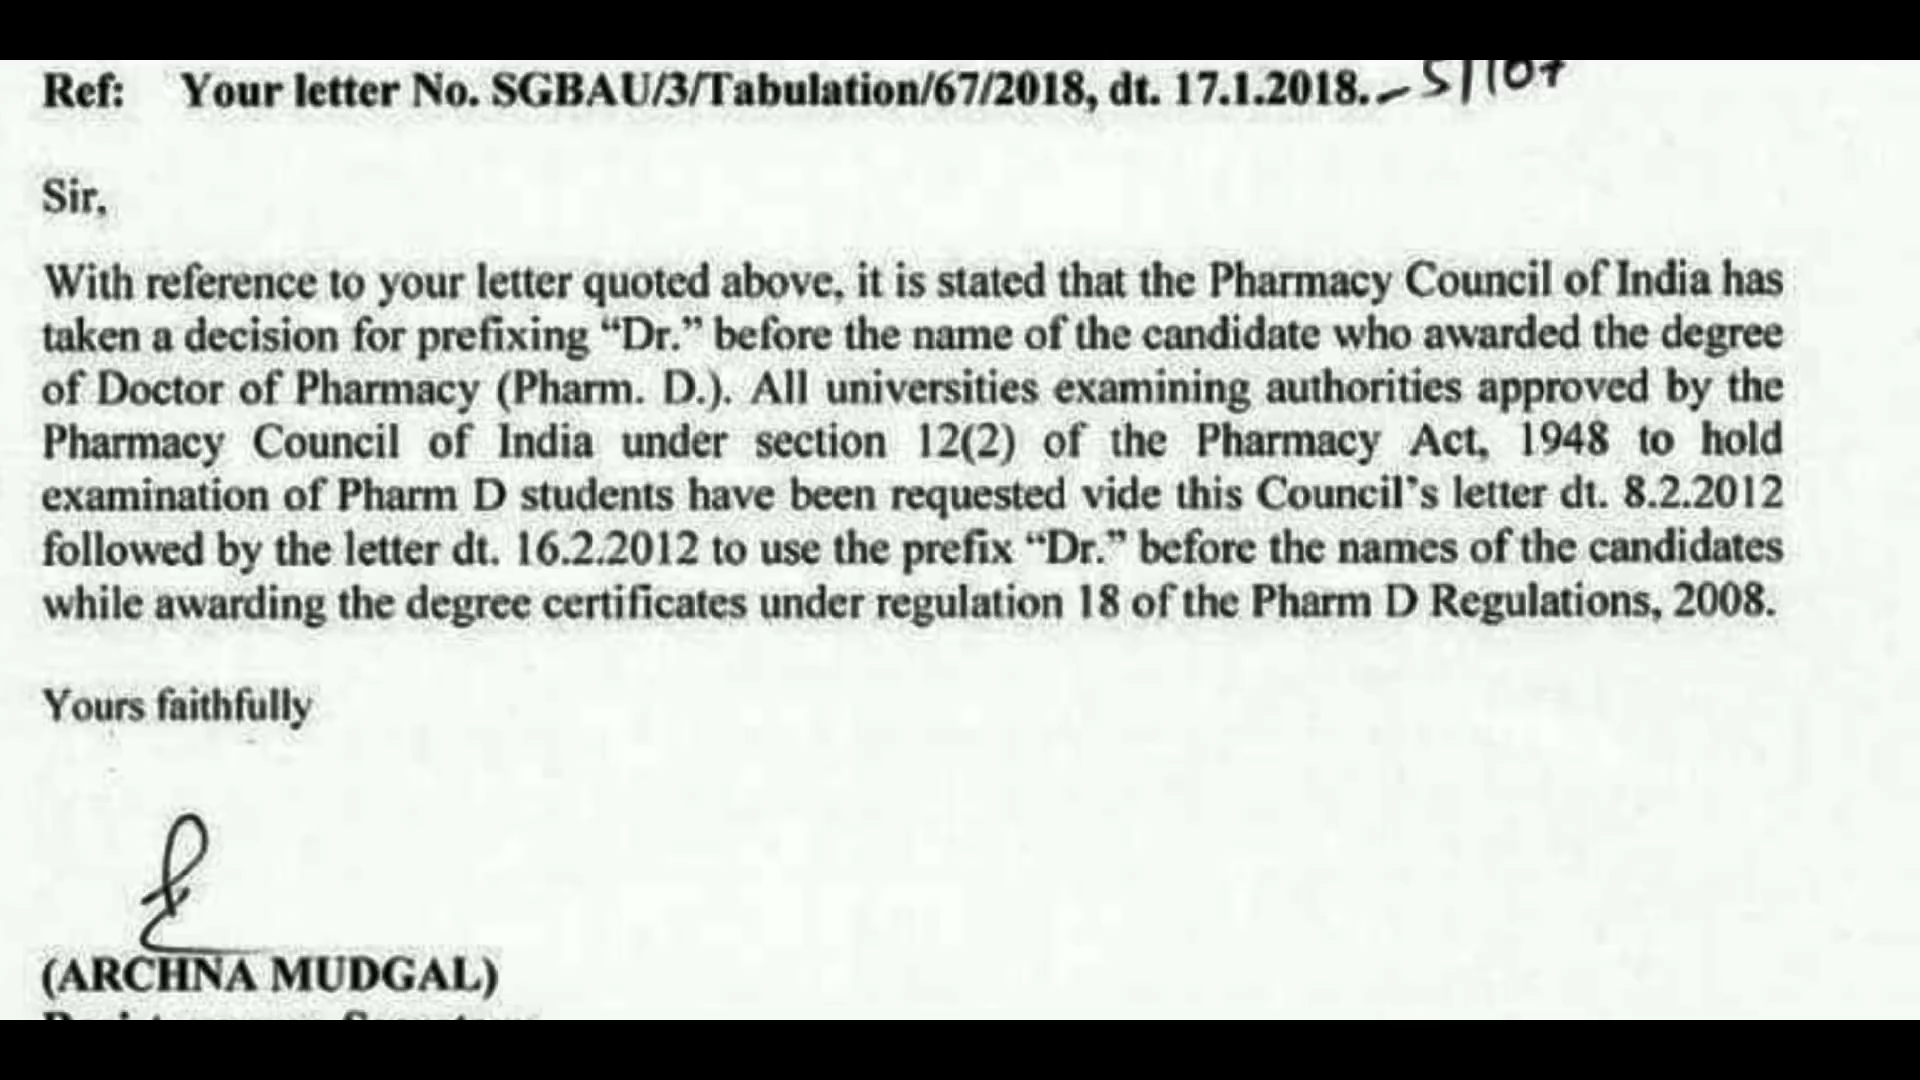 Ref: Your letter No. SGBAU/3/Tabulation/67/2018, dt. 17.1.2018.
Sir,
With reference to your letter quoted above, it is stated that the Pharmacy Council of India has
taken a decision for prefixing “Dr.” before the name of the candidate who awarded the degree
of Doctor of Pharmacy (Pharm. D.). All universities examining authorities approved by the
Pharmacy Council of India under section 12(2) of the Pharmacy Act, 1948 to hold
examination of Pharm D students have been requested vide this Council’s letter dt. 8.2.2012
followed by the letter dt. 16.2.2012 to use the prefix “Dr.” before the names of the candidates
while awarding the degree certificates under regulation 18 of the Pharm D Regulations, 2008.
Yours faithfully
(ARCHNA MUDGAL)